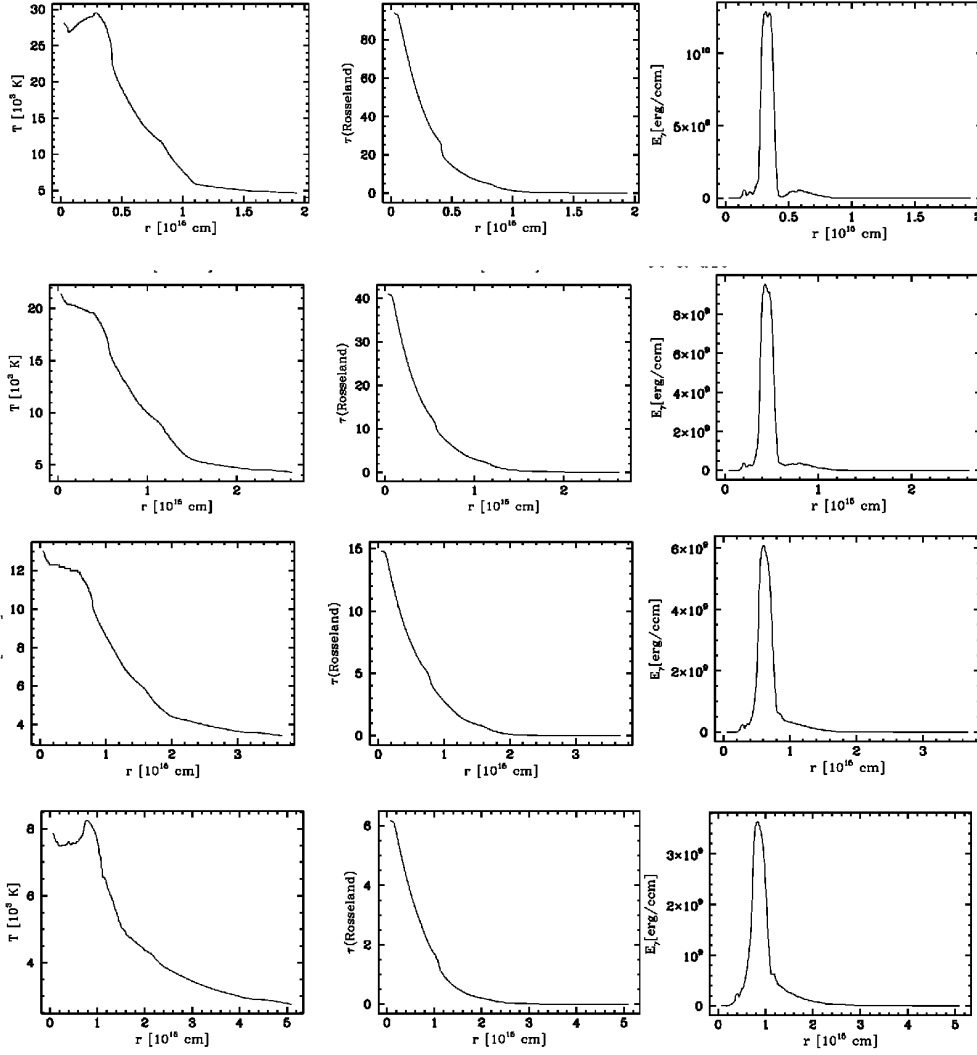 30
25
20
15
10
5
T [10³ K]
0 0.5 1 1.5 2
r [10¹⁵ cm]
80
60
40
20
0
τ(Rosseland)
0 0.5 1 1.5 2
r [10¹⁵ cm]
10¹⁰
5×10⁹
0
E_γ[erg/ccm]
0 0.5 1 1.5 2
r [10¹⁵ cm]
20
15
10
5
T [10³ K]
0 1 2
r [10¹⁵ cm]
40
30
20
10
0
τ(Rosseland)
0 1 2
r [10¹⁵ cm]
8×10⁹
6×10⁹
4×10⁹
2×10⁹
0
E_γ[erg/ccm]
0 1 2
r [10¹⁵ cm]
12
10
8
6
4
0 1 2 3
r [10¹⁵ cm]
15
10
5
0
τ(Rosseland)
0 1 2 3
r [10¹⁵ cm]
6×10⁹
4×10⁹
2×10⁹
0
E_γ[erg/ccm]
0 1 2 3
r [10¹⁵ cm]
8
6
4
T [10³ K]
0 1 2 3 4 5
r [10¹⁵ cm]
6
4
2
0
τ(Rosseland)
0 1 2 3 4 5
r [10¹⁵ cm]
3×10⁹
2×10⁹
10⁹
0
E_γ[erg/ccm]
0 1 2 3 4 5
r [10¹⁵ cm]